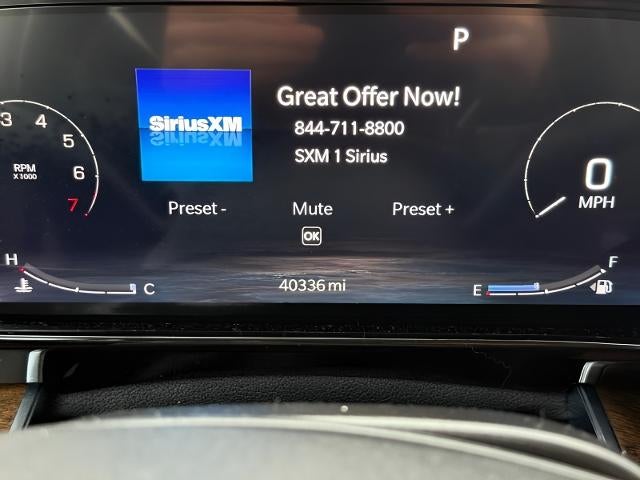 P
SiriusXM
Great Offer Now!
844-711-8800
SXM 1 Sirius
3 4 5 6 7
RPM
X 1000
0
MPH
Preset - Mute Preset +
OK
H C
40336 mi
E F